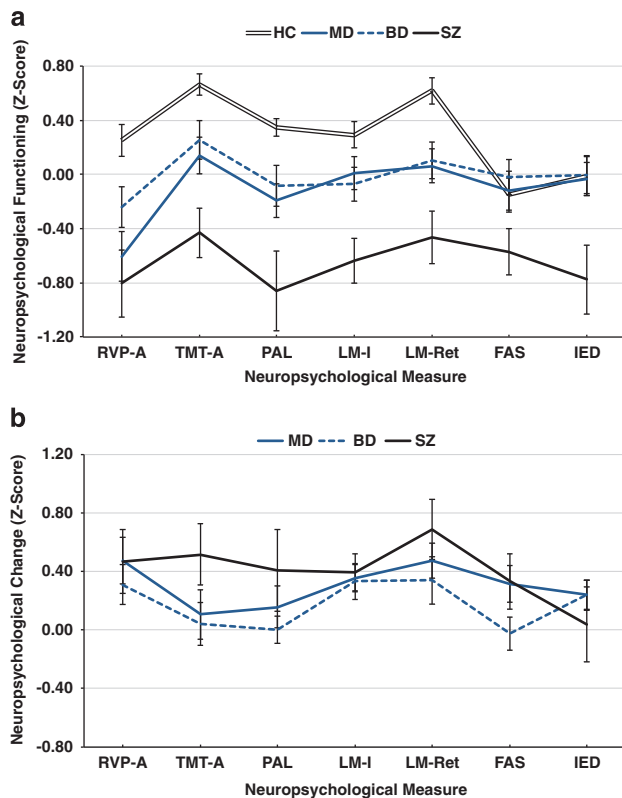 a
HC MD BD SZ
Neuropsychological Functioning (Z-Score)
0.80
0.40
0.00
-0.40
-0.80
-1.20
RVP-A TMT-A PAL LM-I LM-Ret FAS IED
Neuropsychological Measure
b
MD BD SZ
Neuropsychological Change (Z-Score)
1.20
0.80
0.40
0.00
-0.40
-0.80
RVP-A TMT-A PAL LM-I LM-Ret FAS IED
Neuropsychological Measure